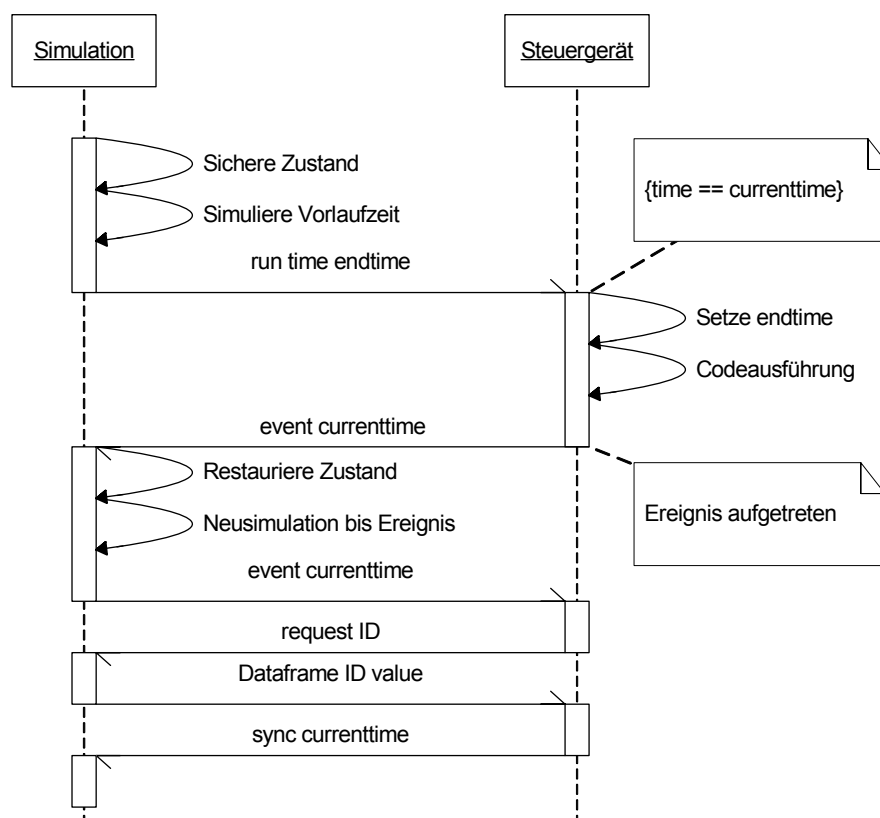 Simulation
Steuergerät
Sichere Zustand
{time == currenttime}
Simuliere Vorlaufzeit
run time endtime
Setze endtime
Codeausführung
event currenttime
Restauriere Zustand
Ereignis aufgetreten
Neusimulation bis Ereignis
event currenttime
request ID
Dataframe ID value
sync currenttime